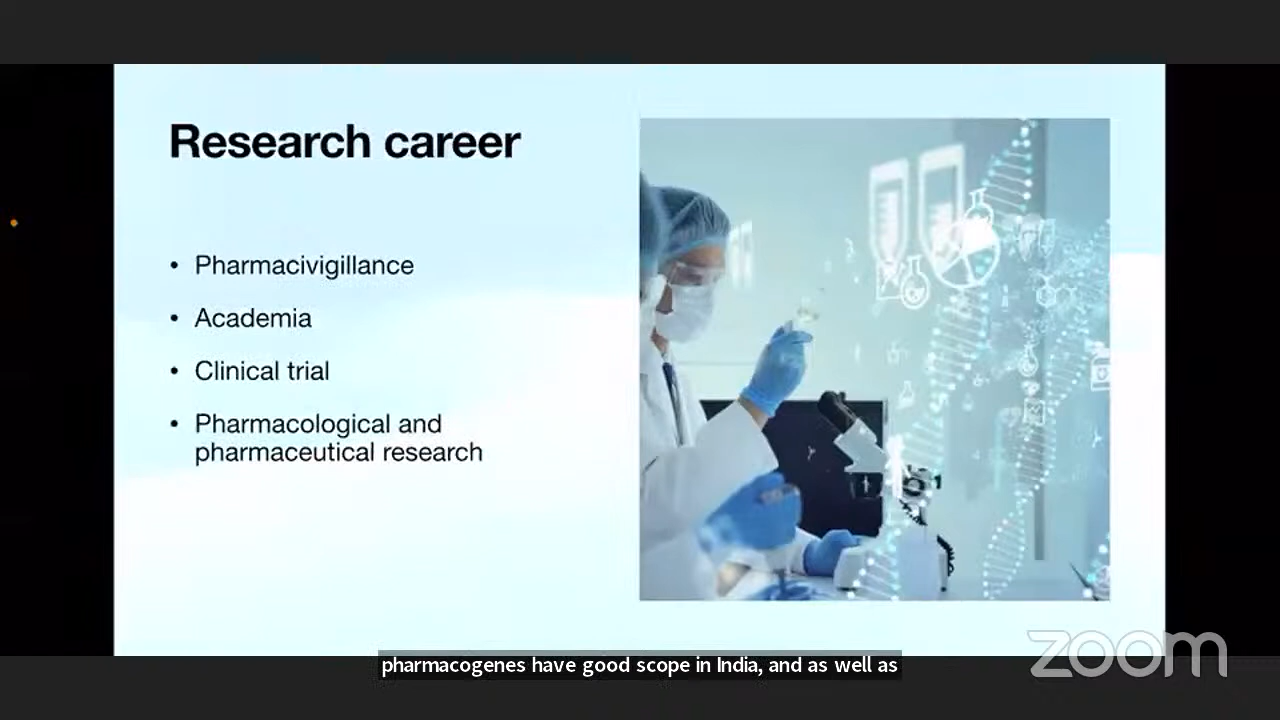 Research career
• Pharmacivigillance
• Academia
• Clinical trial
• Pharmacological and
pharmaceutical research
pharmacogenes have good scope in India, and as well as
zoom